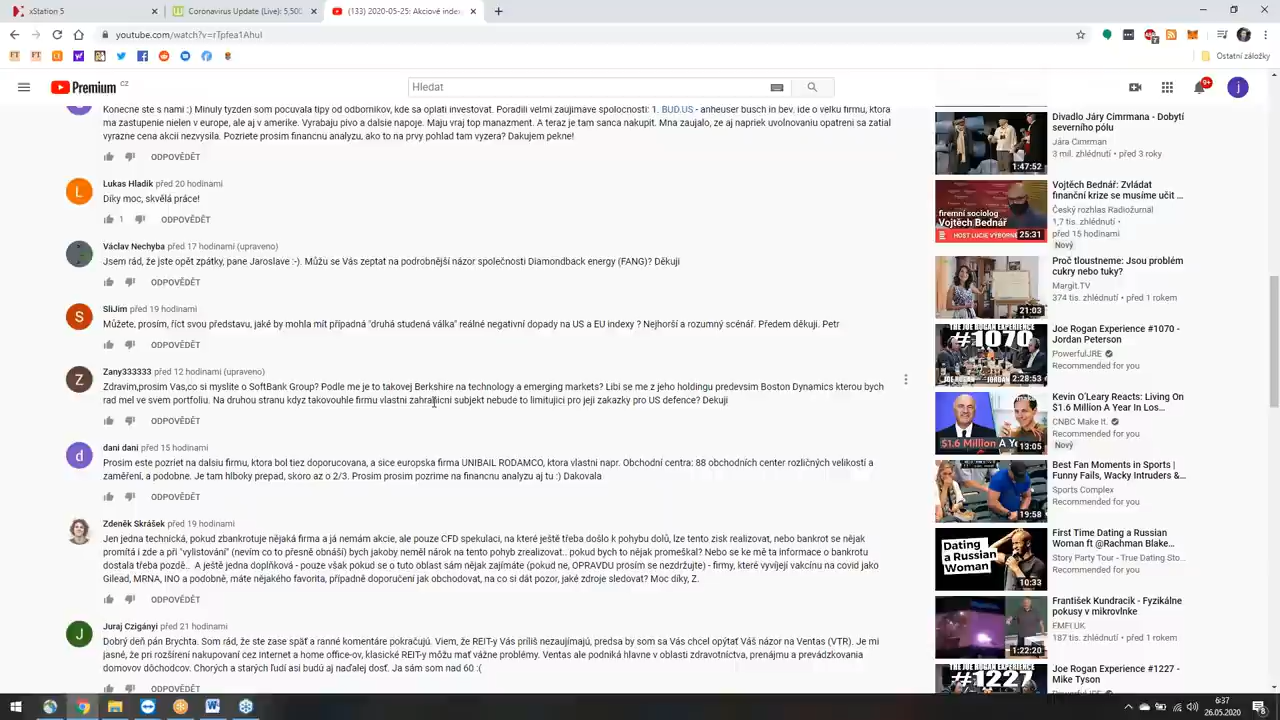 xStation 5
Coronavirus Update (Live): 5,500
(133) 2020-05-25: Akciové index
youtube.com/watch?v=rTpfea1AhuI
Ostatní záložky
Premium CZ
Hledat
9+
Konecne ste s nami :) Minuly tyzden som pocuvala tipy od odbornikov, kde sa oplati investovat. Poradili velmi zaujimave spolocnosti: 1. BUD.US - anheuser busch in bev. ide o velku firmu, ktora
ma zastupenie nielen v europe, ale aj v amerike. Vyrabaju pivo a dalsie napoje. Maju vraj top manazment. A teraz je tam sanca nakupit. Mna zaujalo, ze aj napriek uvolnovaniu opatreni sa zatial
vyrazne cena akcii nezvysila. Pozriete prosim financnu analyzu, ako to na prvy pohlad tam vyzera? Dakujem pekne!
ODPOVĚDĚT
L
Lukas Hladík před 20 hodinami
Díky moc, skvělá práce!
1 ODPOVĚDĚT
Václav Nechyba před 17 hodinami (upraveno)
Jsem rád, že jste opět zpátky, pane Jaroslave :-). Můžu se Vás zeptat na podrobnější názor společnosti Diamondback energy (FANG)? Děkuji
ODPOVĚDĚT
S
SliJim před 19 hodinami
Můžete, prosím, říct svou představu, jaké by mohla mít případná "druhá studená válka" reálné negativní dopady na US a EU indexy ? Nejhorší a rozumný scénář. Předem děkuji. Petr
ODPOVĚDĚT
Z
Zany333333 před 12 hodinami (upraveno)
Zdravim,prosim Vas,co si myslite o SoftBank Group? Podle me je to takovej Berkshire na technology a emerging markets? Libi se me z jeho holdingu predevsim Boston Dynamics kterou bych
rad mel ve svem portfoliu. Na druhou stranu kdyz takovouhle firmu vlastni zahranicni subjekt nebude to limitujici pro jeji zakazky pro US defence? Dekuji
ODPOVĚDĚT
d
dani dani před 15 hodinami
Prosim este pozriet na dalsiu firmu, ktora bol tiez doporucovana, a sice europska firma UNIBAIL RODAMCO, ktora vlastni napr. Obchodní centra: 88 obchodních center rozličných velikostí a
zaměření, a podobne. Je tam hlboky prepad, skoro az o 2/3. Prosim prosim pozrime na financnu analyzu aj tu :) Dakovala
ODPOVĚDĚT
Zdeněk Skrášek před 19 hodinami
Jen jedna technická, pokud zbankrotuje nějaká firma a já nemám akcie, ale pouze CFD spekulaci, na které ještě třeba došlo k pohybu dolů, lze tento zisk realizovat, nebo bankrot se nějak
promítá i zde a při "vylistování" (nevím co to přesně obnáší) bych jakoby neměl nárok na tento pohyb zrealizovat.. pokud bych to nějak promeškal? Nebo se ke mě ta informace o bankrotu
dostala třeba pozdě.. A ještě jedna doplňková - pouze však pokud se o tuto oblast sám nějak zajímáte (pokud ne, OPRAVDU prosím se nezdržujte) - firmy, které vyvíjejí vakcínu na covid jako
Gilead, MRNA, INO a podobně, máte nějakého favorita, případně doporučení jak obchodovat, na co si dát pozor, jaké zdroje sledovat? Moc díky, Z.
ODPOVĚDĚT
J
Juraj Czigányi před 21 hodinami
Dobrý deň pán Brychta. Som rád, že ste zase späť a ranné komentáre pokračujú. Viem, že REIT-y Vás príliš nezaujímajú, predsa by som sa Vás chcel opýtať Váš názor na Ventas (VTR). Je mi
jasné, že pri rozšírení nakupovaní cez Internet a home office-ov, klasické REIT-y môžu mať vážne problémy. Ventas ale podniká hlavne v oblasti zdravotníctva, prenájmu a prevádzkovania
domovov dôchodcov. Chorých a starých ľudí asi budú aj naďalej dosť. Ja sám som nad 60 :(
ODPOVĚDĚT
1:47:52
Divadlo Járy Cimrmana - Dobytí
severního pólu
Jára Cimrman
3 mil. zhlédnutí • před 3 roky
firemní sociolog
Vojtěch Bednář
HOST LUCIE VÝBORNÉ
25:31
Vojtěch Bednář: Zvládat
finanční krize se musíme učit ...
Český rozhlas Radiožurnál
1,7 tis. zhlédnutí •
před 15 hodinami
Nový
21:03
Proč tloustneme: Jsou problém
cukry nebo tuky?
Margit.TV
374 tis. zhlédnutí • před 1 rokem
THE JOE ROGAN EXPERIENCE
#1070
JORDAN
2:28:53
Joe Rogan Experience #1070 -
Jordan Peterson
PowerfulJRE
Recommended for you
$1.6 MILLION A
13:05
Kevin O'Leary Reacts: Living On
$1.6 Million A Year In Los...
CNBC Make It.
Recommended for you
Nový
19:58
Best Fan Moments in Sports |
Funny Fails, Wacky Intruders &...
Sports Complex
Recommended for you
Dating
a Russian
Woman
10:33
First Time Dating a Russian
Woman ft @Rachman Blake...
Story Party Tour - True Dating Sto...
Recommended for you
1:22:20
František Kundracik - Fyzikálne
pokusy v mikrovlnke
FMFI UK
187 tis. zhlédnutí • před 1 rokem
THE JOE ROGAN EXPERIENCE
#1227
Joe Rogan Experience #1227 -
Mike Tyson
PowerfulJRE
6:37
26.05.2020
8